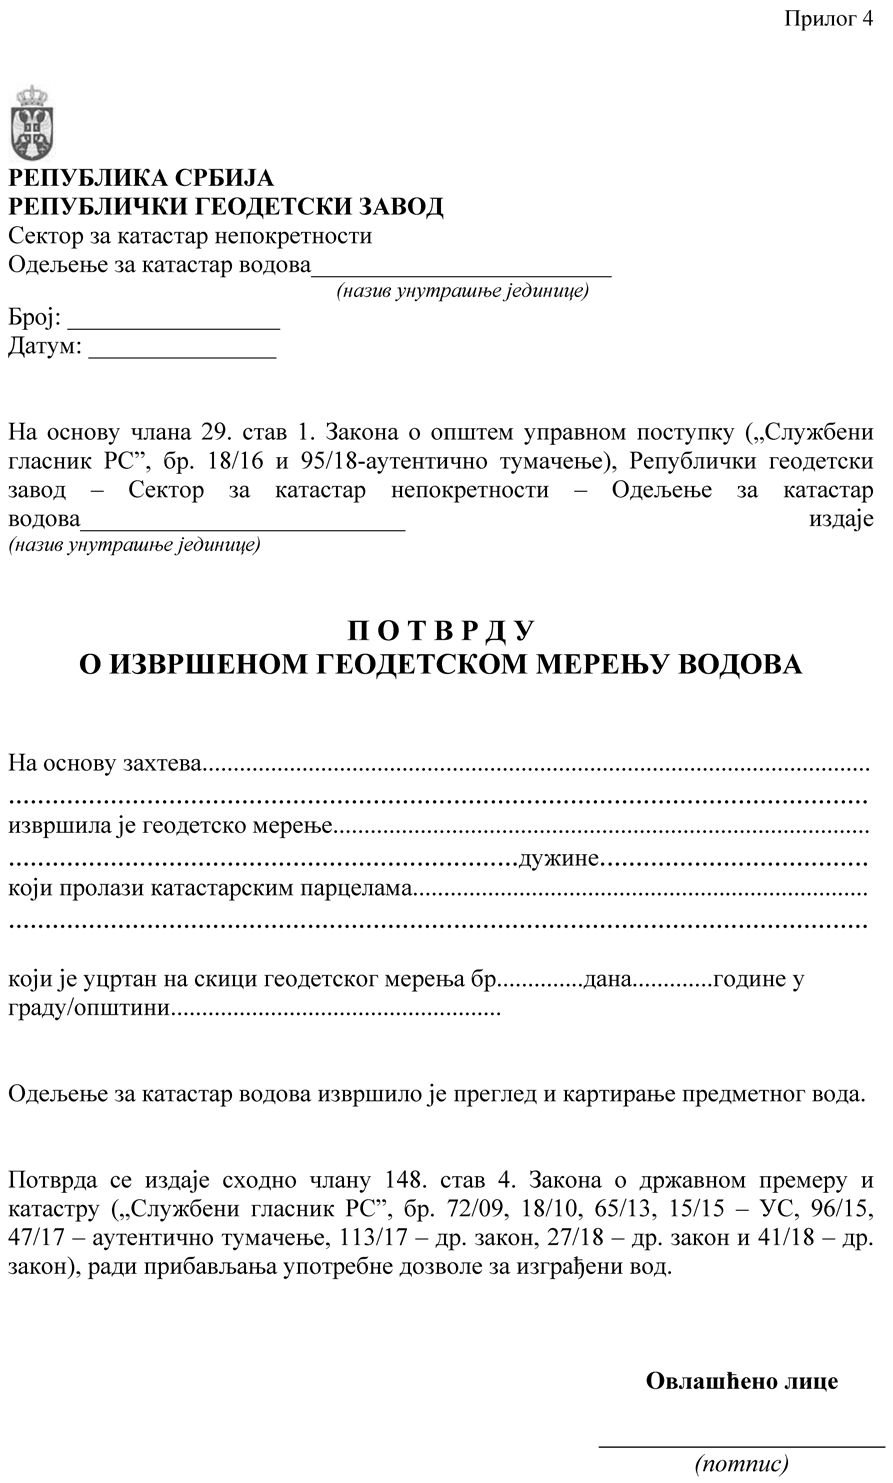 Прилог 4
РЕПУБЛИКА СРБИЈА
РЕПУБЛИЧКИ ГЕОДЕТСКИ ЗАВОД
Сектор за катастар непокретности
Одељење за катастар водова________________________
(назив унутрашње јединице)
Број: _________________
Датум: _______________
На основу члана 29. став 1. Закона о општем управном поступку („Службени
гласник РС”, бр. 18/16 и 95/18-аутентично тумачење), Републички геодетски
завод – Сектор за катастар непокретности – Одељење за катастар
водова__________________________ издаје
(назив унутрашње јединице)
П О Т В Р Д У
О ИЗВРШЕНОМ ГЕОДЕТСКОМ МЕРЕЊУ ВОДОВА
На основу захтева...........................................................................................................
......................................................................................................................
извршила је геодетско мерење......................................................................................
......................................................................дужине.....................................
који пролази катастарским парцелама.........................................................................
......................................................................................................................
који је уцртан на скици геодетског мерења бр..............дана.............године у
граду/општини.....................................................
Одељење за катастар водова извршило је преглед и картирање предметног вода.
Потврда се издаје сходно члану 148. став 4. Закона о државном премеру и
катастру („Службени гласник РС”, бр. 72/09, 18/10, 65/13, 15/15 – УС, 96/15,
47/17 – аутентично тумачење, 113/17 – др. закон, 27/18 – др. закон и 41/18 – др.
закон), ради прибављања употребне дозволе за изграђени вод.
Овлашћено лице
_______________________
(потпис)